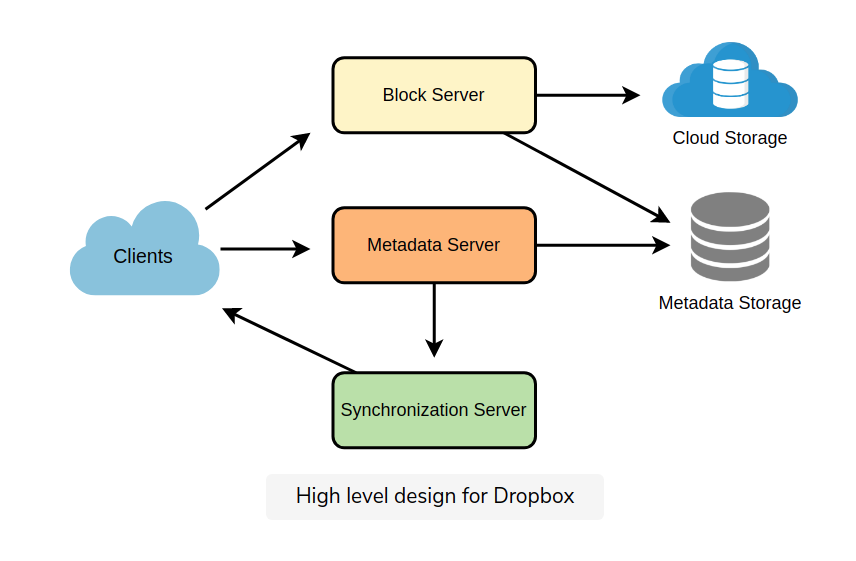 Block Server
Cloud Storage
Clients
Metadata Server
Metadata Storage
Synchronization Server
High level design for Dropbox